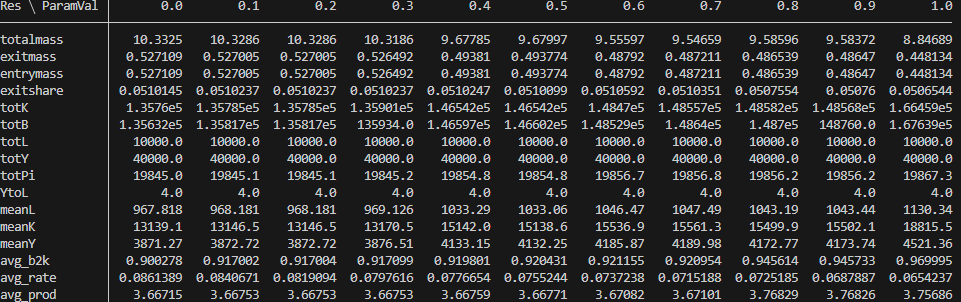 Res \ ParamVal 0.0 0.1 0.2 0.3 0.4 0.5 0.6 0.7 0.8 0.9 1.0
totalmass 10.3325 10.3286 10.3286 10.3186 9.67785 9.67997 9.55597 9.54659 9.58596 9.58372 8.84689
exitmass 0.527109 0.527005 0.527005 0.526492 0.49381 0.493774 0.48792 0.487211 0.486539 0.48647 0.448134
entrymass 0.527109 0.527005 0.527005 0.526492 0.49381 0.493774 0.48792 0.487211 0.486539 0.48647 0.448134
exitshare 0.0510145 0.0510237 0.0510237 0.0510237 0.0510247 0.0510099 0.0510592 0.0510351 0.0507554 0.05076 0.0506544
totK 1.3576e5 1.35785e5 1.35785e5 1.35901e5 1.46542e5 1.46542e5 1.4847e5 1.48557e5 1.48582e5 1.48568e5 1.66459e5
totB 1.35632e5 1.35817e5 1.35817e5 135934.0 1.46597e5 1.46602e5 1.48529e5 1.4864e5 1.487e5 148760.0 1.67639e5
totL 10000.0 10000.0 10000.0 10000.0 10000.0 10000.0 10000.0 10000.0 10000.0 10000.0 10000.0
totY 40000.0 40000.0 40000.0 40000.0 40000.0 40000.0 40000.0 40000.0 40000.0 40000.0 40000.0
totPi 19845.0 19845.1 19845.1 19845.2 19854.8 19854.8 19856.7 19856.8 19856.2 19856.2 19867.3
YtoL 4.0 4.0 4.0 4.0 4.0 4.0 4.0 4.0 4.0 4.0 4.0
meanL 967.818 968.181 968.181 969.126 1033.29 1033.06 1046.47 1047.49 1043.19 1043.44 1130.34
meanK 13139.1 13146.5 13146.5 13170.5 15142.0 15138.6 15536.9 15561.3 15499.9 15502.1 18815.5
meanY 3871.27 3872.72 3872.72 3876.51 4133.15 4132.25 4185.87 4189.98 4172.77 4173.74 4521.36
avg_b2k 0.900278 0.917002 0.917004 0.917099 0.919801 0.920431 0.921155 0.920954 0.945614 0.945733 0.969995
avg_rate 0.0861389 0.0840671 0.0819094 0.0797616 0.0776654 0.0755244 0.0737238 0.0715188 0.0725185 0.0687887 0.0654237
avg_prod 3.66715 3.66753 3.66753 3.66753 3.66759 3.66771 3.67082 3.67101 3.76829 3.76826 3.75686